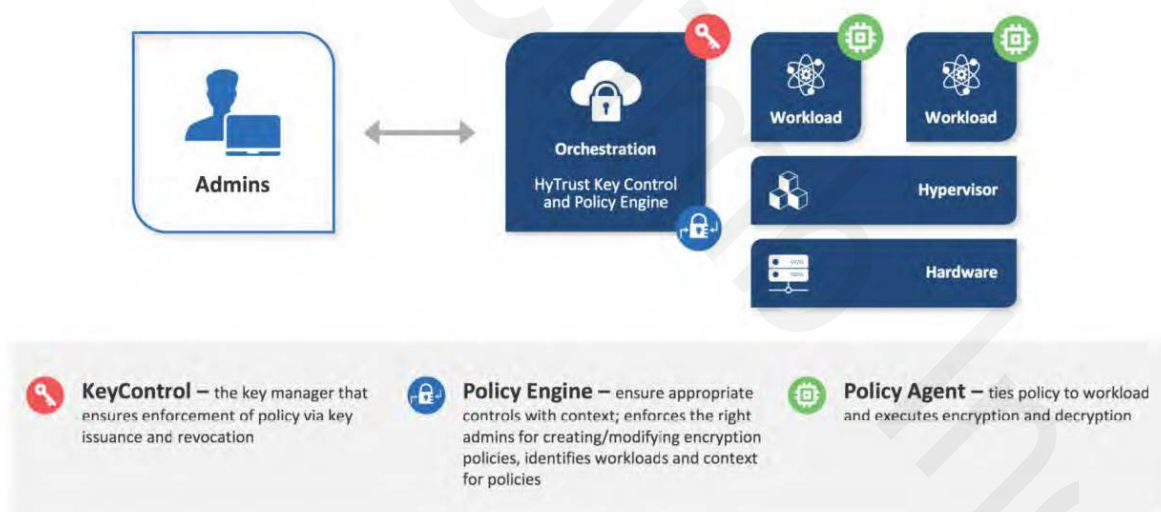 Admins
Orchestration
HyTrust Key Control
and Policy Engine
Workload
Workload
Hypervisor
Hardware
KeyControl – the key manager that
ensures enforcement of policy via key
issuance and revocation
Policy Engine – ensure appropriate
controls with context; enforces the right
admins for creating/modifying encryption
policies, identifies workloads and context
for policies
Policy Agent – ties policy to workload
and executes encryption and decryption